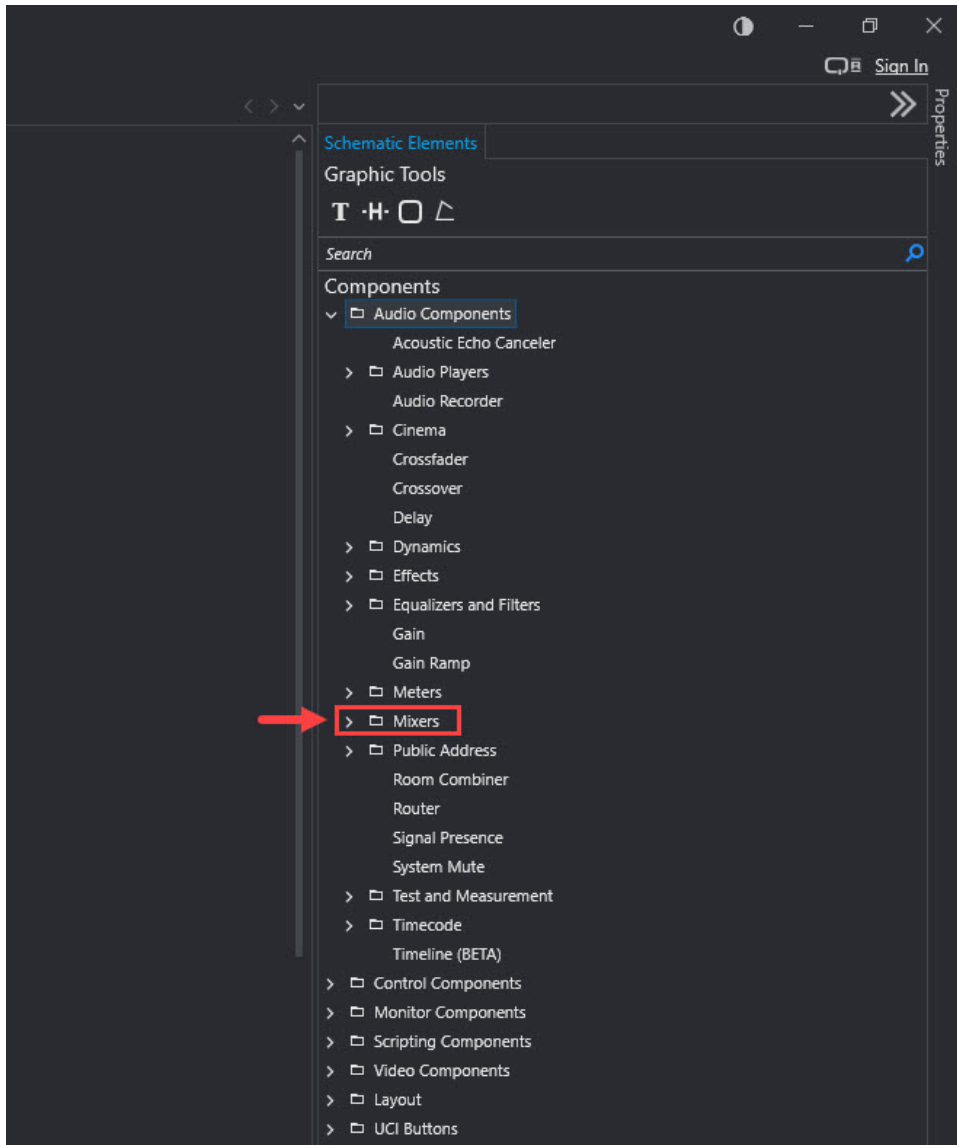 Sign In
Properties
Schematic Elements
Graphic Tools
T ·H·
Search
Components
Audio Components
Acoustic Echo Canceler
Audio Players
Audio Recorder
Cinema
Crossfader
Crossover
Delay
Dynamics
Effects
Equalizers and Filters
Gain
Gain Ramp
Meters
Mixers
Public Address
Room Combiner
Router
Signal Presence
System Mute
Test and Measurement
Timecode
Timeline (BETA)
Control Components
Monitor Components
Scripting Components
Video Components
Layout
UCI Buttons